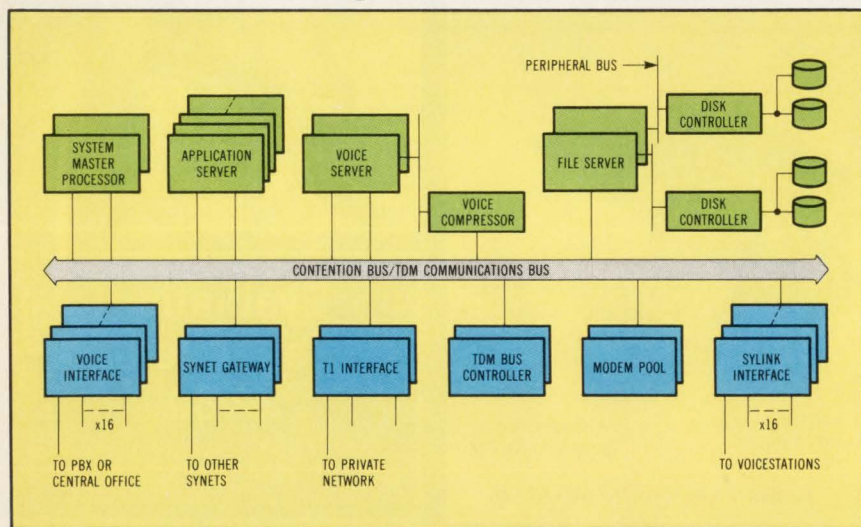 PERIPHERAL BUS
SYSTEM
MASTER
PROCESSOR
APPLICATION
SERVER
VOICE
SERVER
VOICE
COMPRESSOR
FILE SERVER
DISK
CONTROLLER
DISK
CONTROLLER
CONTENTION BUS/TDM COMMUNICATIONS BUS
VOICE
INTERFACE
SYNET GATEWAY
T1 INTERFACE
TDM BUS
CONTROLLER
MODEM POOL
SYLINK
INTERFACE
x16
x16
TO PBX OR
CENTRAL OFFICE
TO OTHER
SYNETS
TO PRIVATE
NETWORK
TO VOICESTATIONS